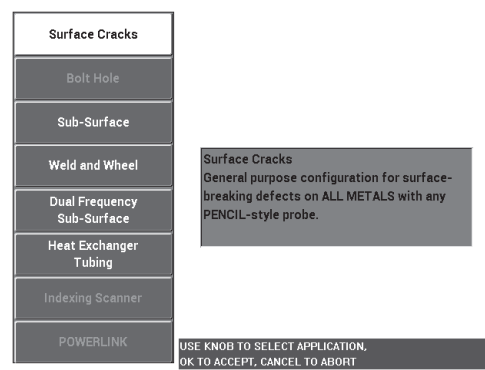 Surface Cracks
Bolt Hole
Sub-Surface
Weld and Wheel
Dual Frequency
Sub-Surface
Heat Exchanger
Tubing
Indexing Scanner
POWERLINK
Surface Cracks
General purpose configuration for surface-
breaking defects on ALL METALS with any
PENCIL-style probe.
USE KNOB TO SELECT APPLICATION,
OK TO ACCEPT, CANCEL TO ABORT